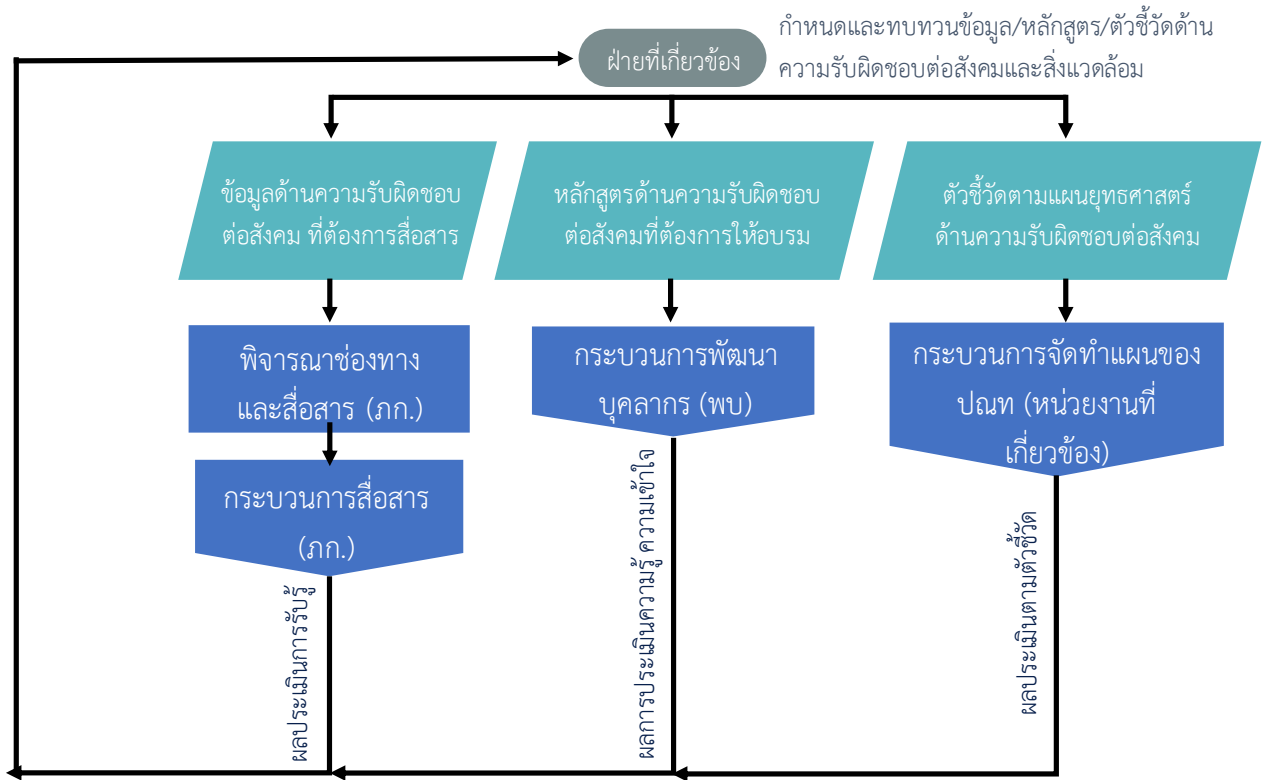 กำหนดและทบทวนข้อมูล/หลักสูตร/ตัวชี้วัดด้าน
ความรับผิดชอบต่อสังคมและสิ่งแวดล้อม
ฝ่ายที่เกี่ยวข้อง
ข้อมูลด้านความรับผิดชอบ
ต่อสังคม ที่ต้องการสื่อสาร
หลักสูตรด้านความรับผิดชอบ
ต่อสังคมที่ต้องการให้อบรม
ตัวชี้วัดตามแผนยุทธศาสตร์
ด้านความรับผิดชอบต่อสังคม
พิจารณาช่องทาง
และสื่อสาร (ภก.)
กระบวนการพัฒนา
บุคลากร (พบ)
กระบวนการจัดทำแผนของ
ปณท (หน่วยงานที่
เกี่ยวข้อง)
กระบวนการสื่อสาร
(ภก.)
ผลประเมินการรับรู้
ผลการประเมินความรู้ ความเข้าใจ
ผลประเมินตามตัวชี้วัด